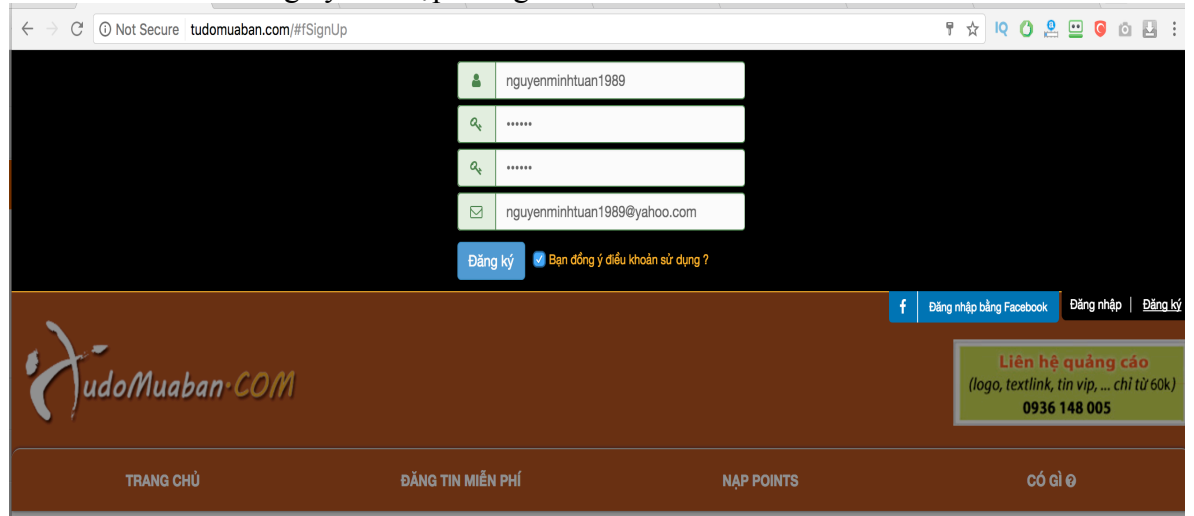 Not Secure tudomuaban.com/#fSignUp
IQ
nguyenminhtuan1989
••••••
••••••
nguyenminhtuan1989@yahoo.com
Đăng ký Bạn đồng ý điều khoản sử dụng ?
f Đăng nhập bằng Facebook Đăng nhập | Đăng ký
TudoMuaban.COM
Liên hệ quảng cáo
(logo, textlink, tin vip, ... chỉ từ 60k)
0936 148 005
TRANG CHỦ ĐĂNG TIN MIỄN PHÍ NẠP POINTS CÓ GÌ ?